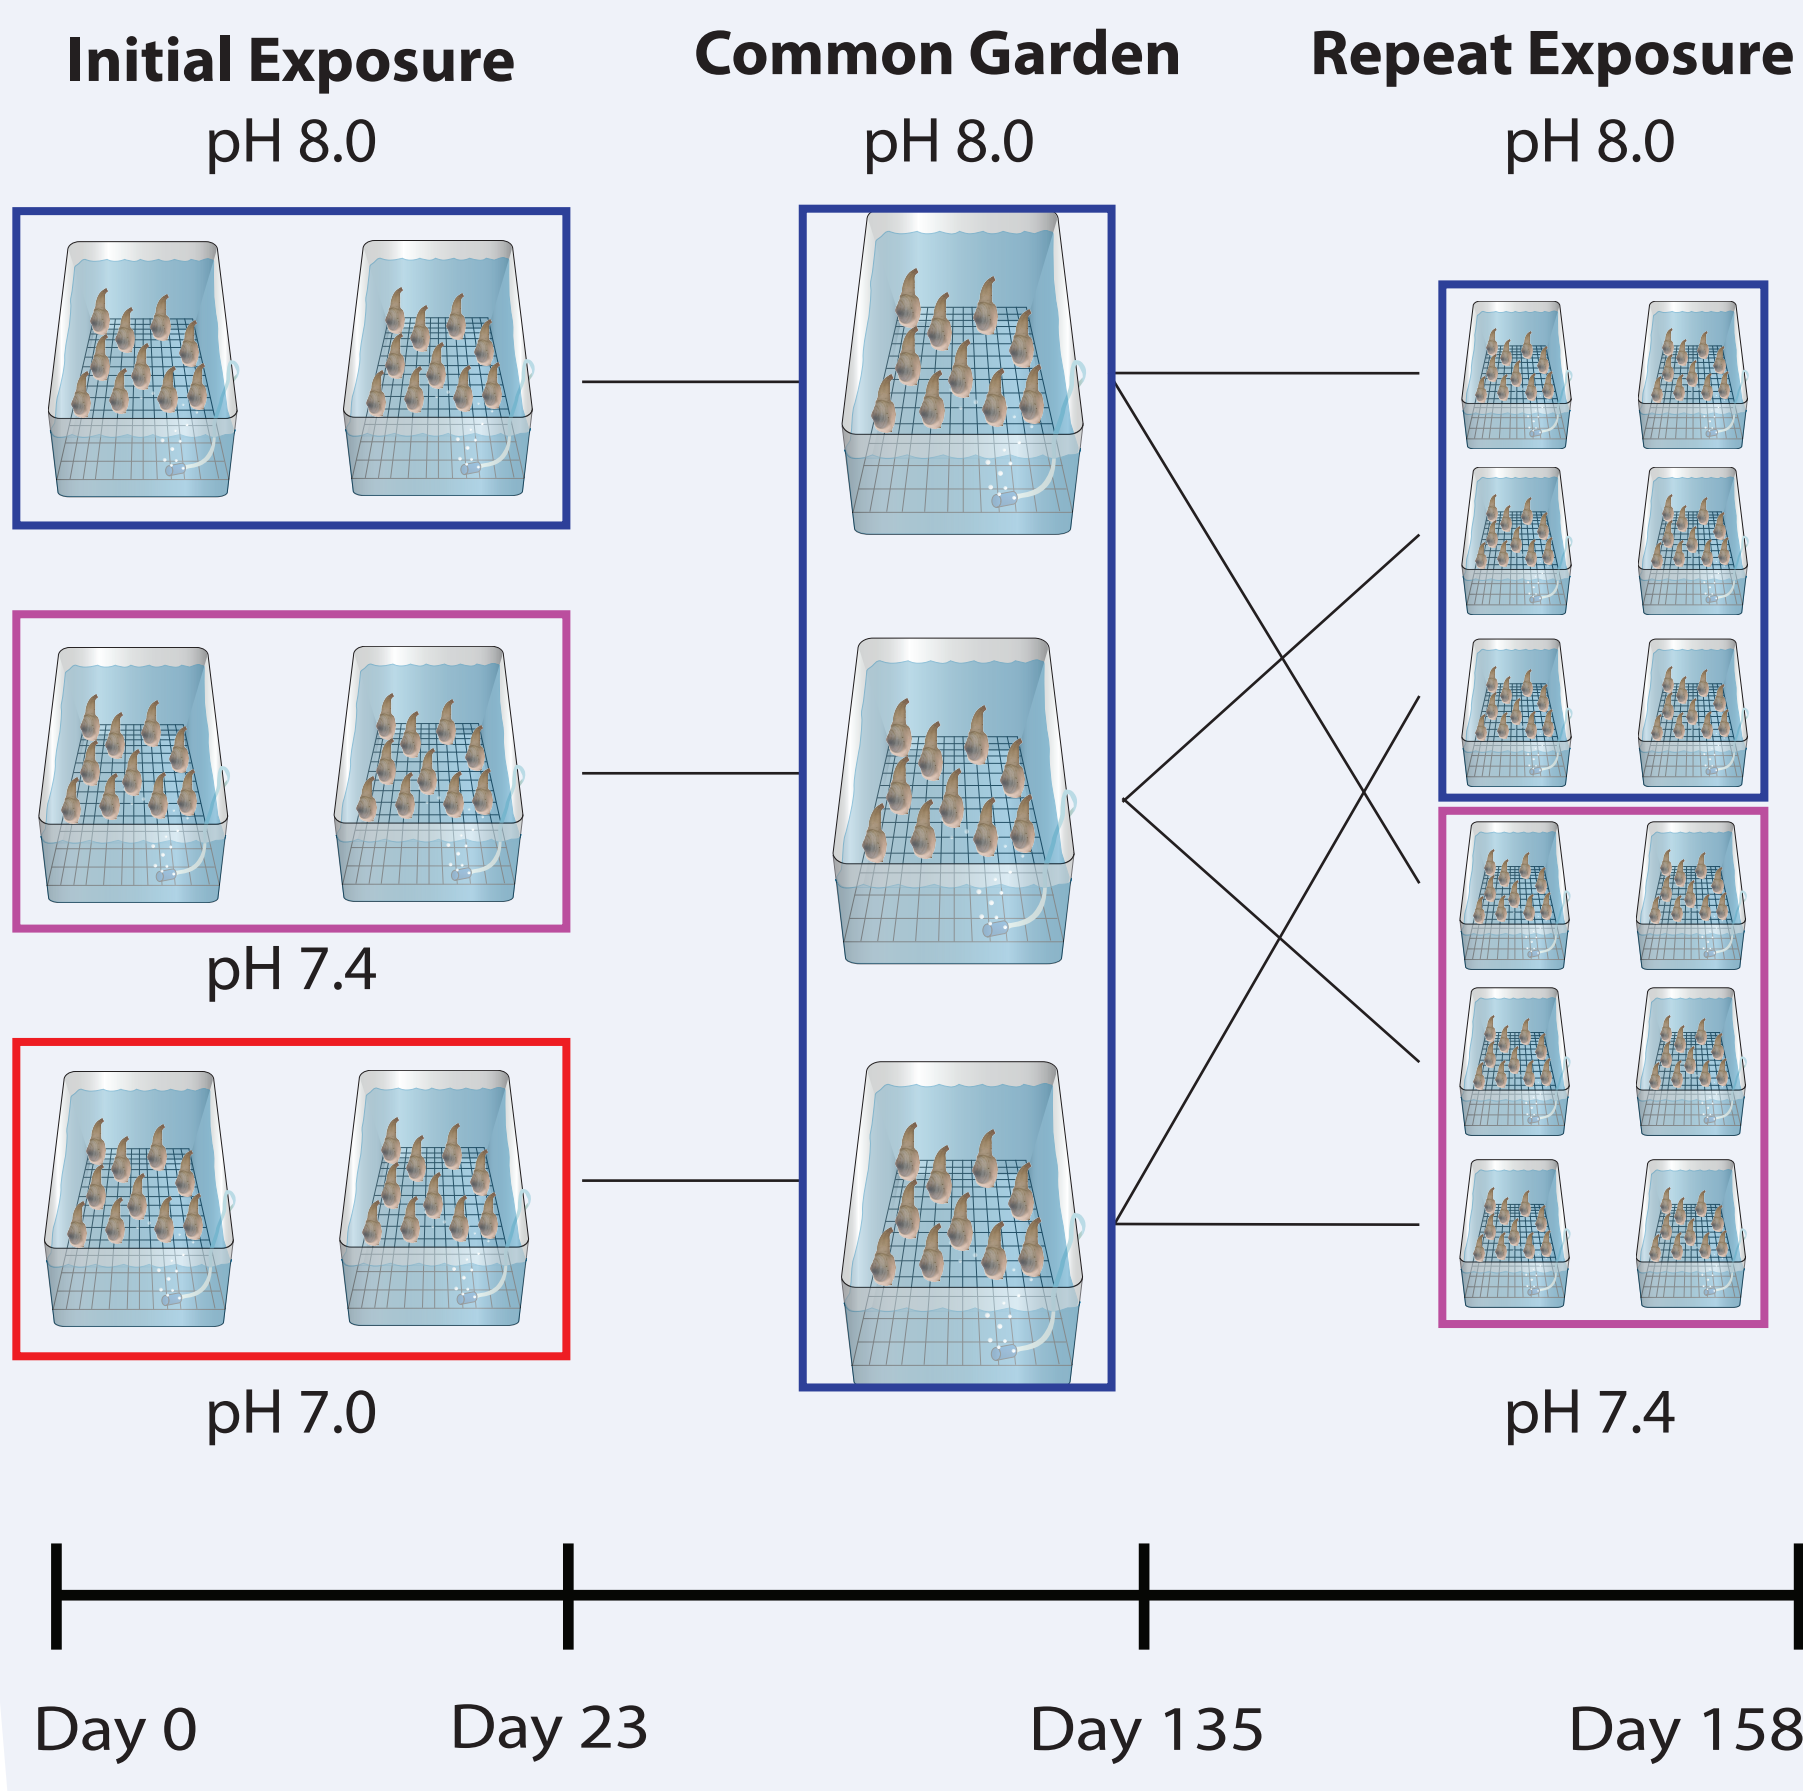 Initial Exposure
Common Garden
Repeat Exposure
pH 8.0
pH 8.0
pH 8.0
pH 7.4
pH 7.0
pH 7.4
Day 0
Day 23
Day 135
Day 158